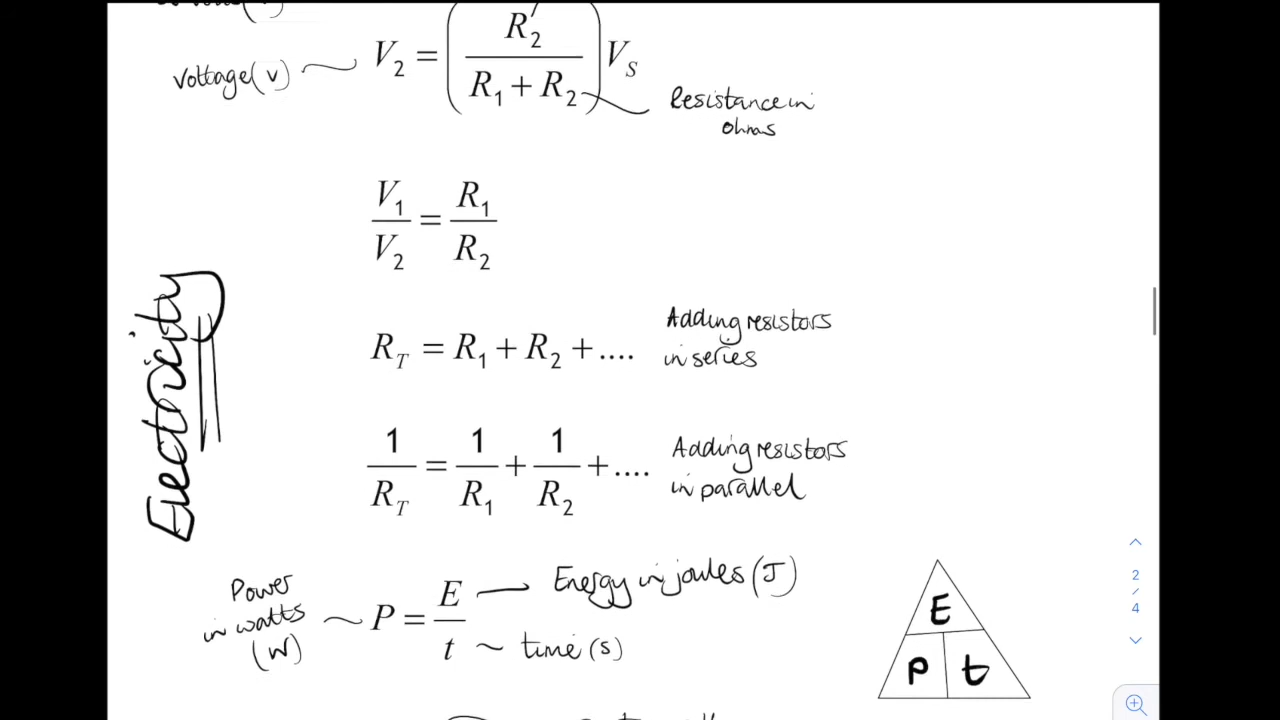 voltage(v)
V₂ = (R₂ / (R₁ + R₂)) Vₛ
Resistance in
ohms
V₁ / V₂ = R₁ / R₂
Electricity
R_T = R₁ + R₂ + ....
Adding resistors
in series
1 / R_T = 1 / R₁ + 1 / R₂ + ....
Adding resistors
in parallel
Power
in watts
(W)
P = E / t
Energy in joules (J)
time (s)
E
P t
2
/
4